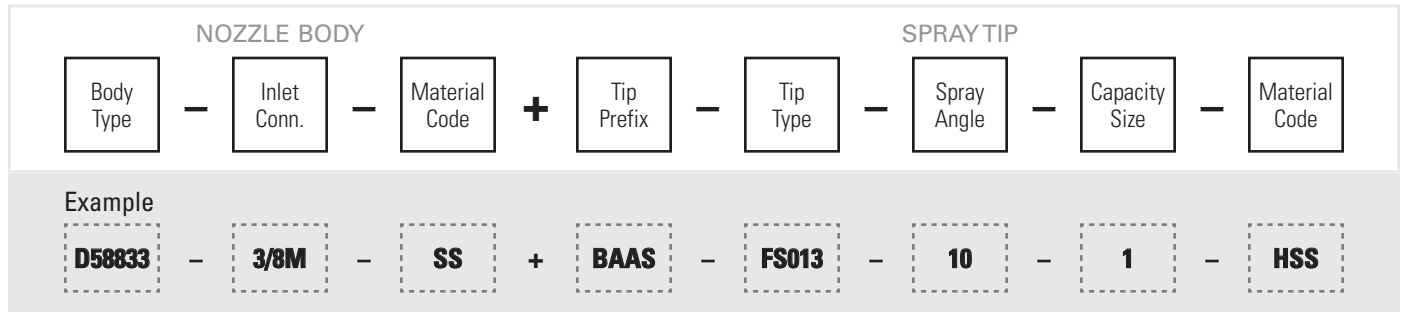 NOZZLE BODY SPRAY TIP
Body Type – Inlet Conn. – Material Code + Tip Prefix – Tip Type – Spray Angle – Capacity Size – Material Code
Example
D58833 – 3/8M – SS + BAAS – FS013 – 10 – 1 – HSS